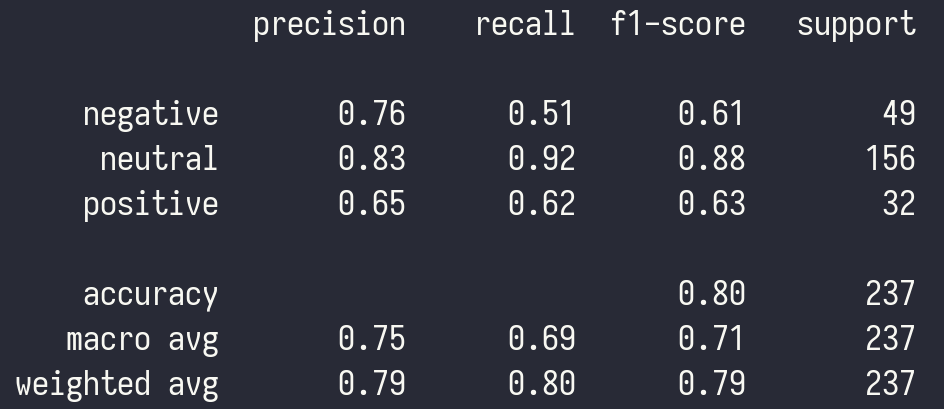 precision recall f1-score support
negative 0.76 0.51 0.61 49
neutral 0.83 0.92 0.88 156
positive 0.65 0.62 0.63 32
accuracy 0.80 237
macro avg 0.75 0.69 0.71 237
weighted avg 0.79 0.80 0.79 237